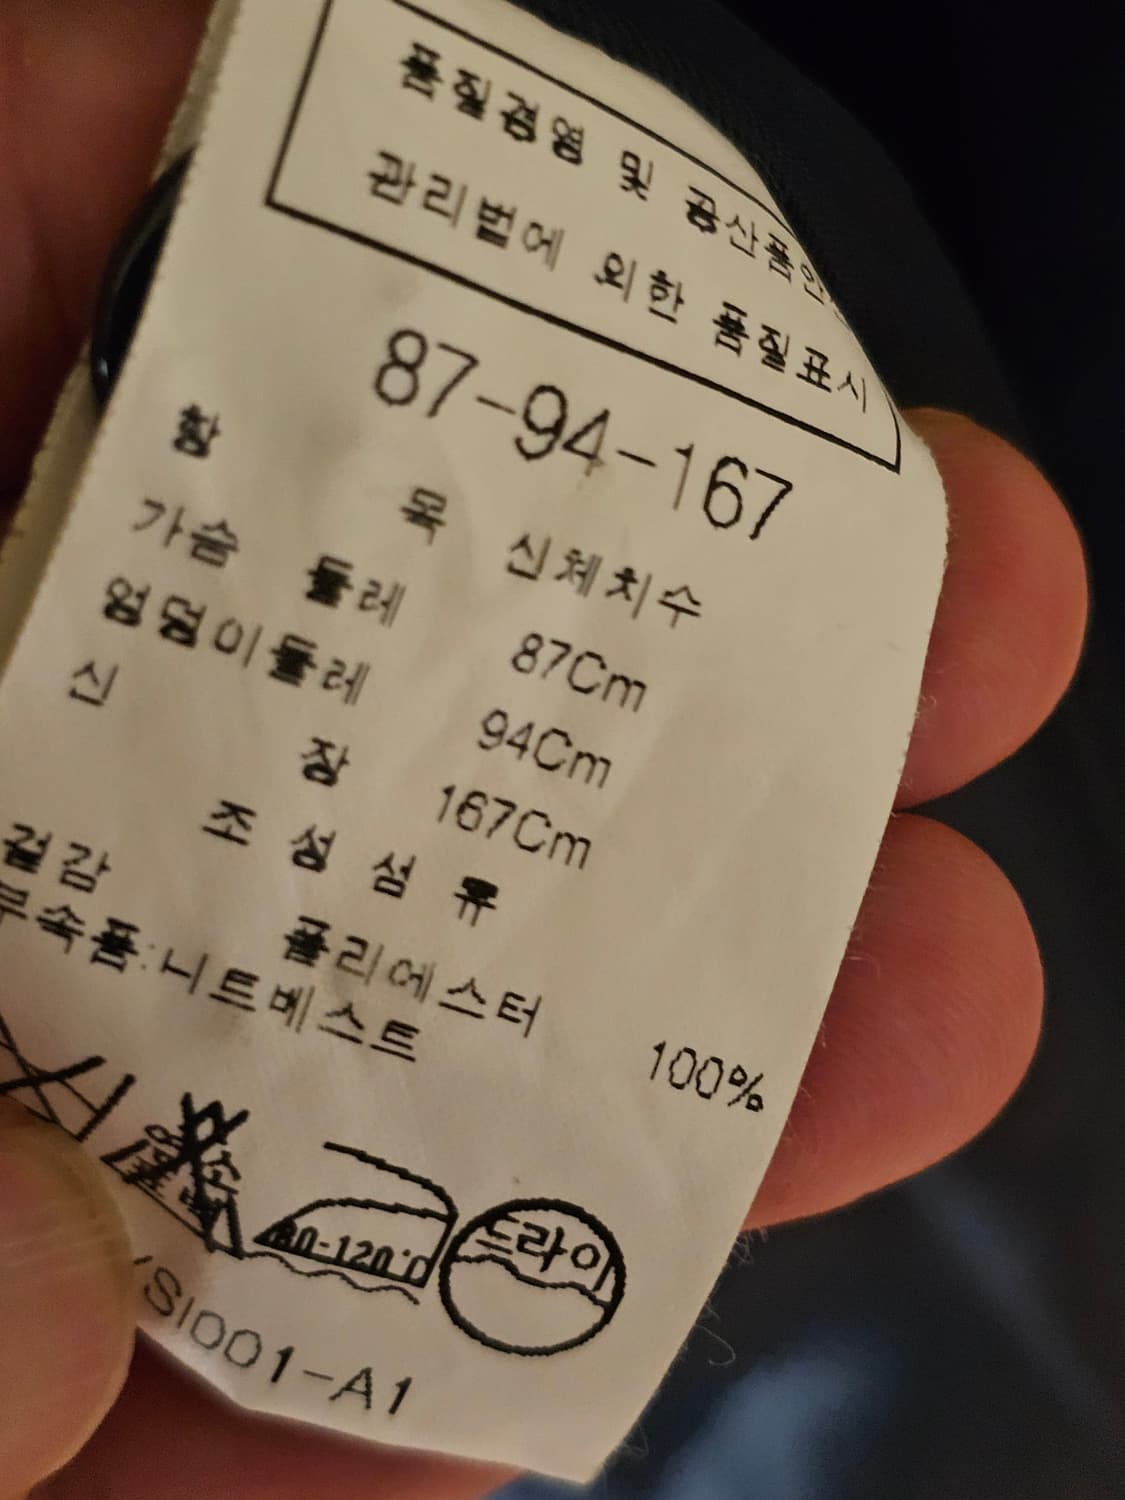 품질경영 및 공산품안
관리법에 의한 품질표시
87-94-167
항 목 신체치수
가슴 둘레 87Cm
엉덩이둘레 94Cm
신 장 167Cm
조 성 섬 유
겉감 폴리에스터 100%
부속품:니트베스트
80-120℃
드라이
SI001-A1